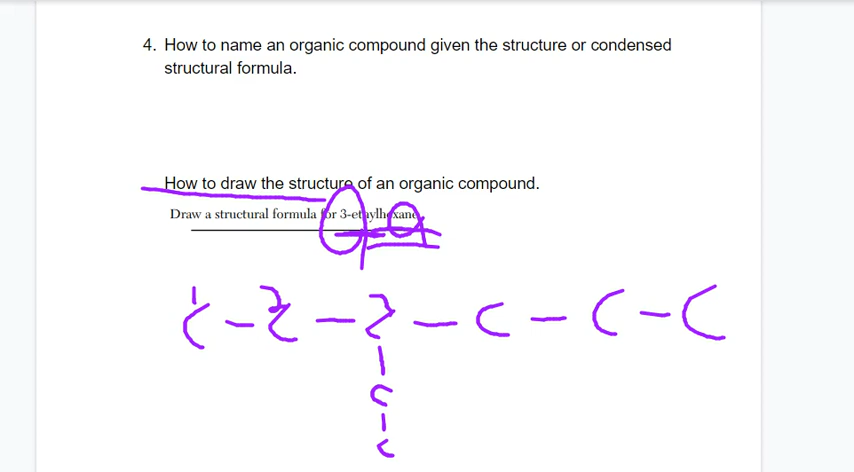 4. How to name an organic compound given the structure or condensed
structural formula.
How to draw the structure of an organic compound.
Draw a structural formula for 3-ethylhexane
C - C - C - C - C - C
C
C